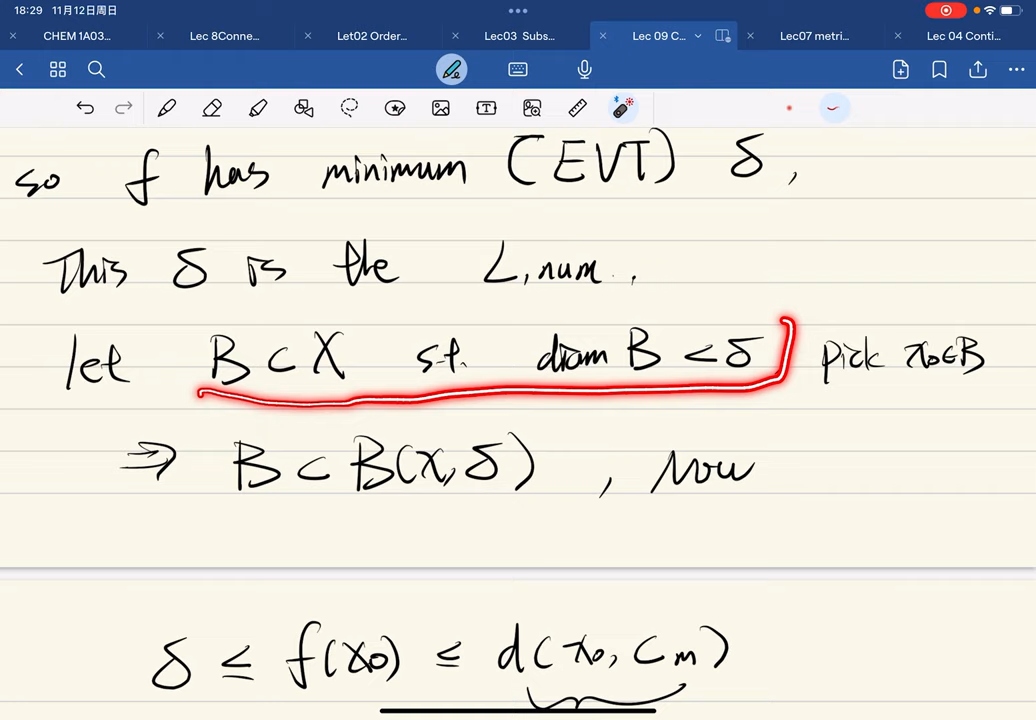 18:29 11月12日周日
CHEM 1A03... Lec 8Conne... Let02 Order... Lec03 Subs... Lec 09 C... Lec07 metri... Lec 04 Conti...
so f has minimum (EVT) δ,
This δ is the L, num.
let B ⊂ X s.t. diam B < δ pick x₀∈B
⇒ B ⊂ B(x, δ) , Now
δ ≤ f(x₀) ≤ d(x₀, Cₘ)